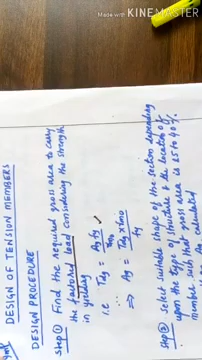 Made with KINEMASTER
DESIGN OF TENSION MEMBERS
DESIGN PROCEDURE
Step ① Find the required gross area to carry
the factored load considering the strength
in yielding
i.e Tdg = Ag fy / γm0
⇒ Ag = Tdg × γm0 / fy
Step ② Select suitable shape of the section depending
upon the type of structure & the location of
member such that gross area is 25 to 40%
calculated